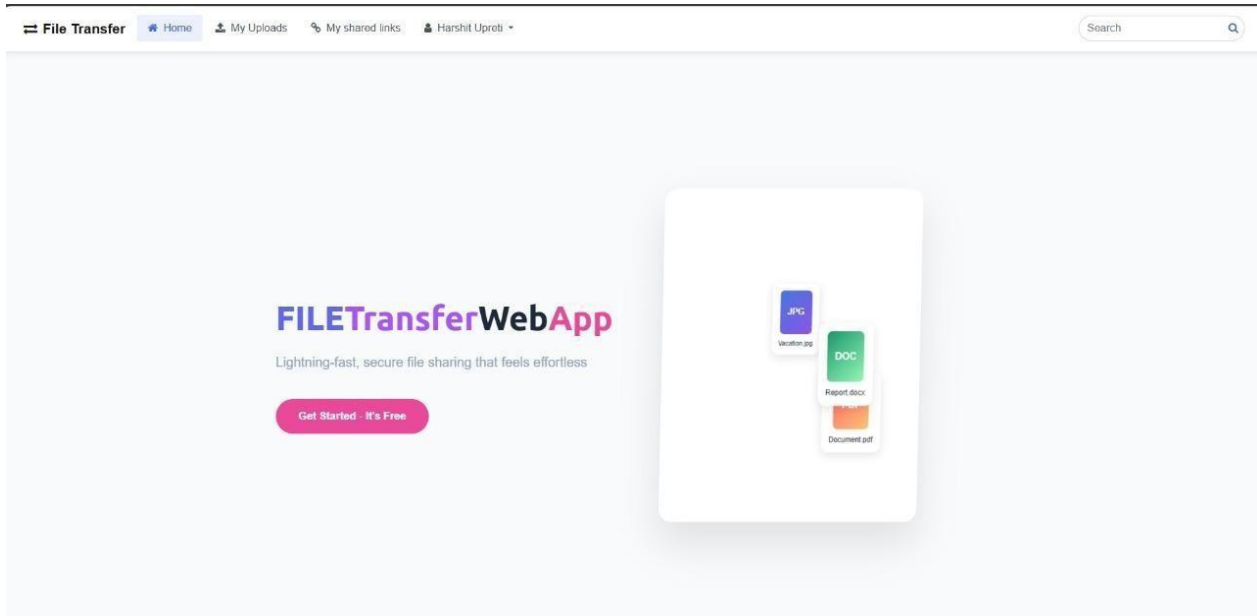 File Transfer Home My Uploads My shared links Harshit Upreti Search
FILETransferWebApp
Lightning-fast, secure file sharing that feels effortless
Get Started - It's Free
JPG
Vacation.jpg
DOC
Report.docx
Document.pdf